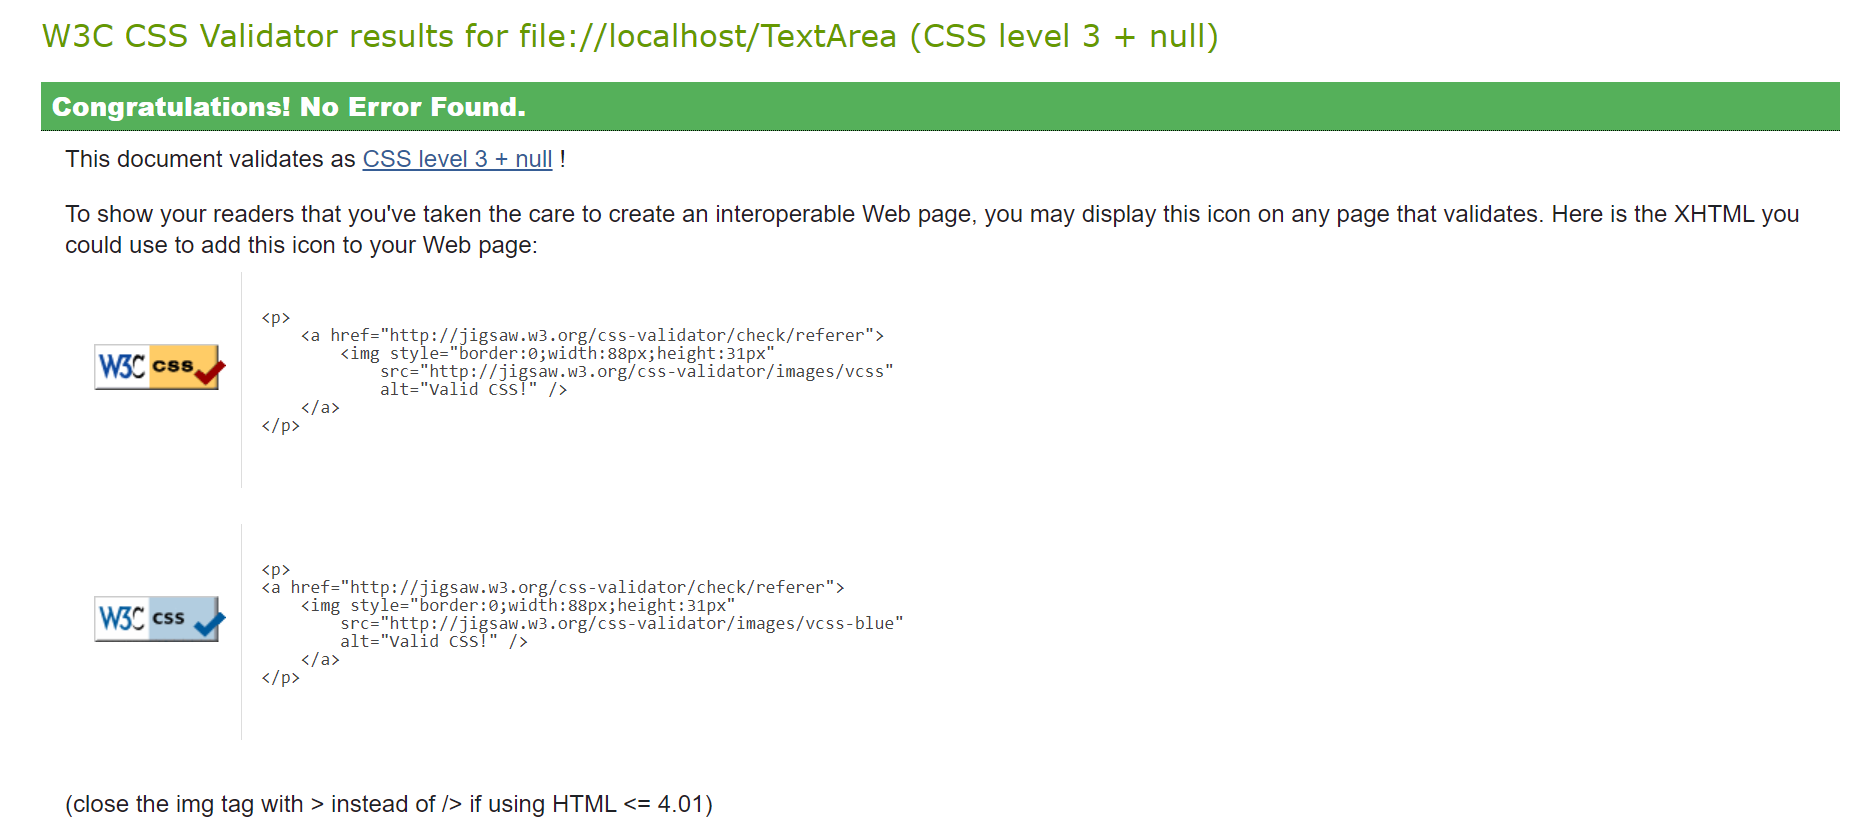 W3C CSS Validator results for file://localhost/TextArea (CSS level 3 + null)
Congratulations! No Error Found.
This document validates as CSS level 3 + null !
To show your readers that you've taken the care to create an interoperable Web page, you may display this icon on any page that validates. Here is the XHTML you
could use to add this icon to your Web page:
W3C css
<p>
    <a href="http://jigsaw.w3.org/css-validator/check/referer">
        <img style="border:0;width:88px;height:31px"
            src="http://jigsaw.w3.org/css-validator/images/vcss"
            alt="Valid CSS!" />
    </a>
</p>
W3C css
<p>
<a href="http://jigsaw.w3.org/css-validator/check/referer">
    <img style="border:0;width:88px;height:31px"
        src="http://jigsaw.w3.org/css-validator/images/vcss-blue"
        alt="Valid CSS!" />
    </a>
</p>
(close the img tag with > instead of /> if using HTML <= 4.01)